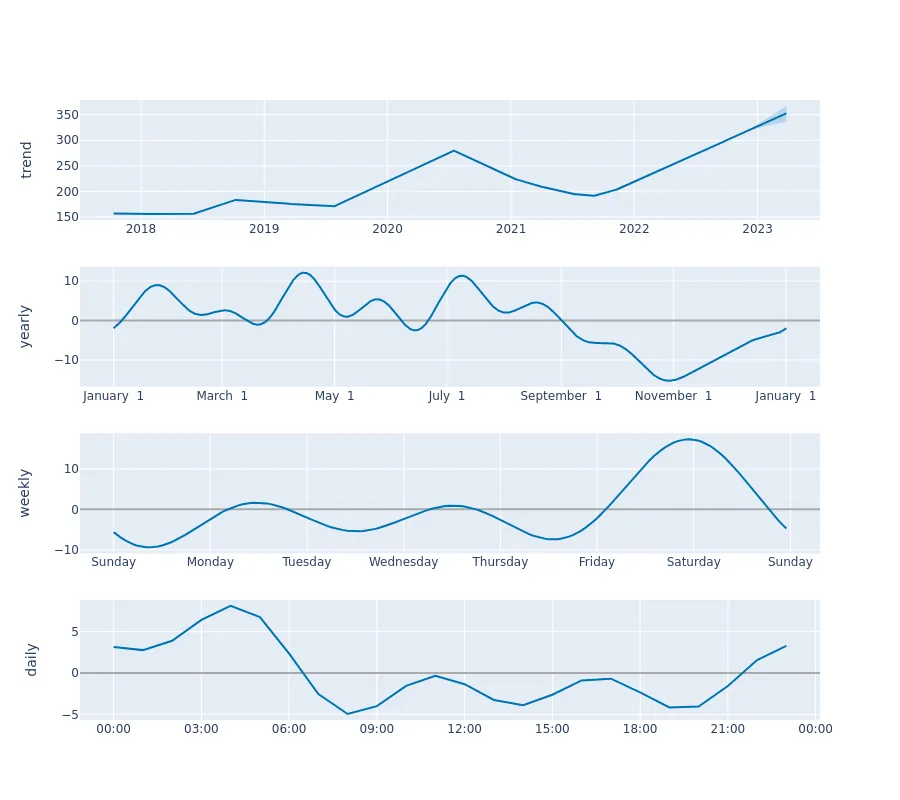 trend
350
300
250
200
150
2018 2019 2020 2021 2022 2023
yearly
10
0
−10
January 1 March 1 May 1 July 1 September 1 November 1 January 1
weekly
10
0
−10
Sunday Monday Tuesday Wednesday Thursday Friday Saturday Sunday
daily
5
0
−5
00:00 03:00 06:00 09:00 12:00 15:00 18:00 21:00 00:00